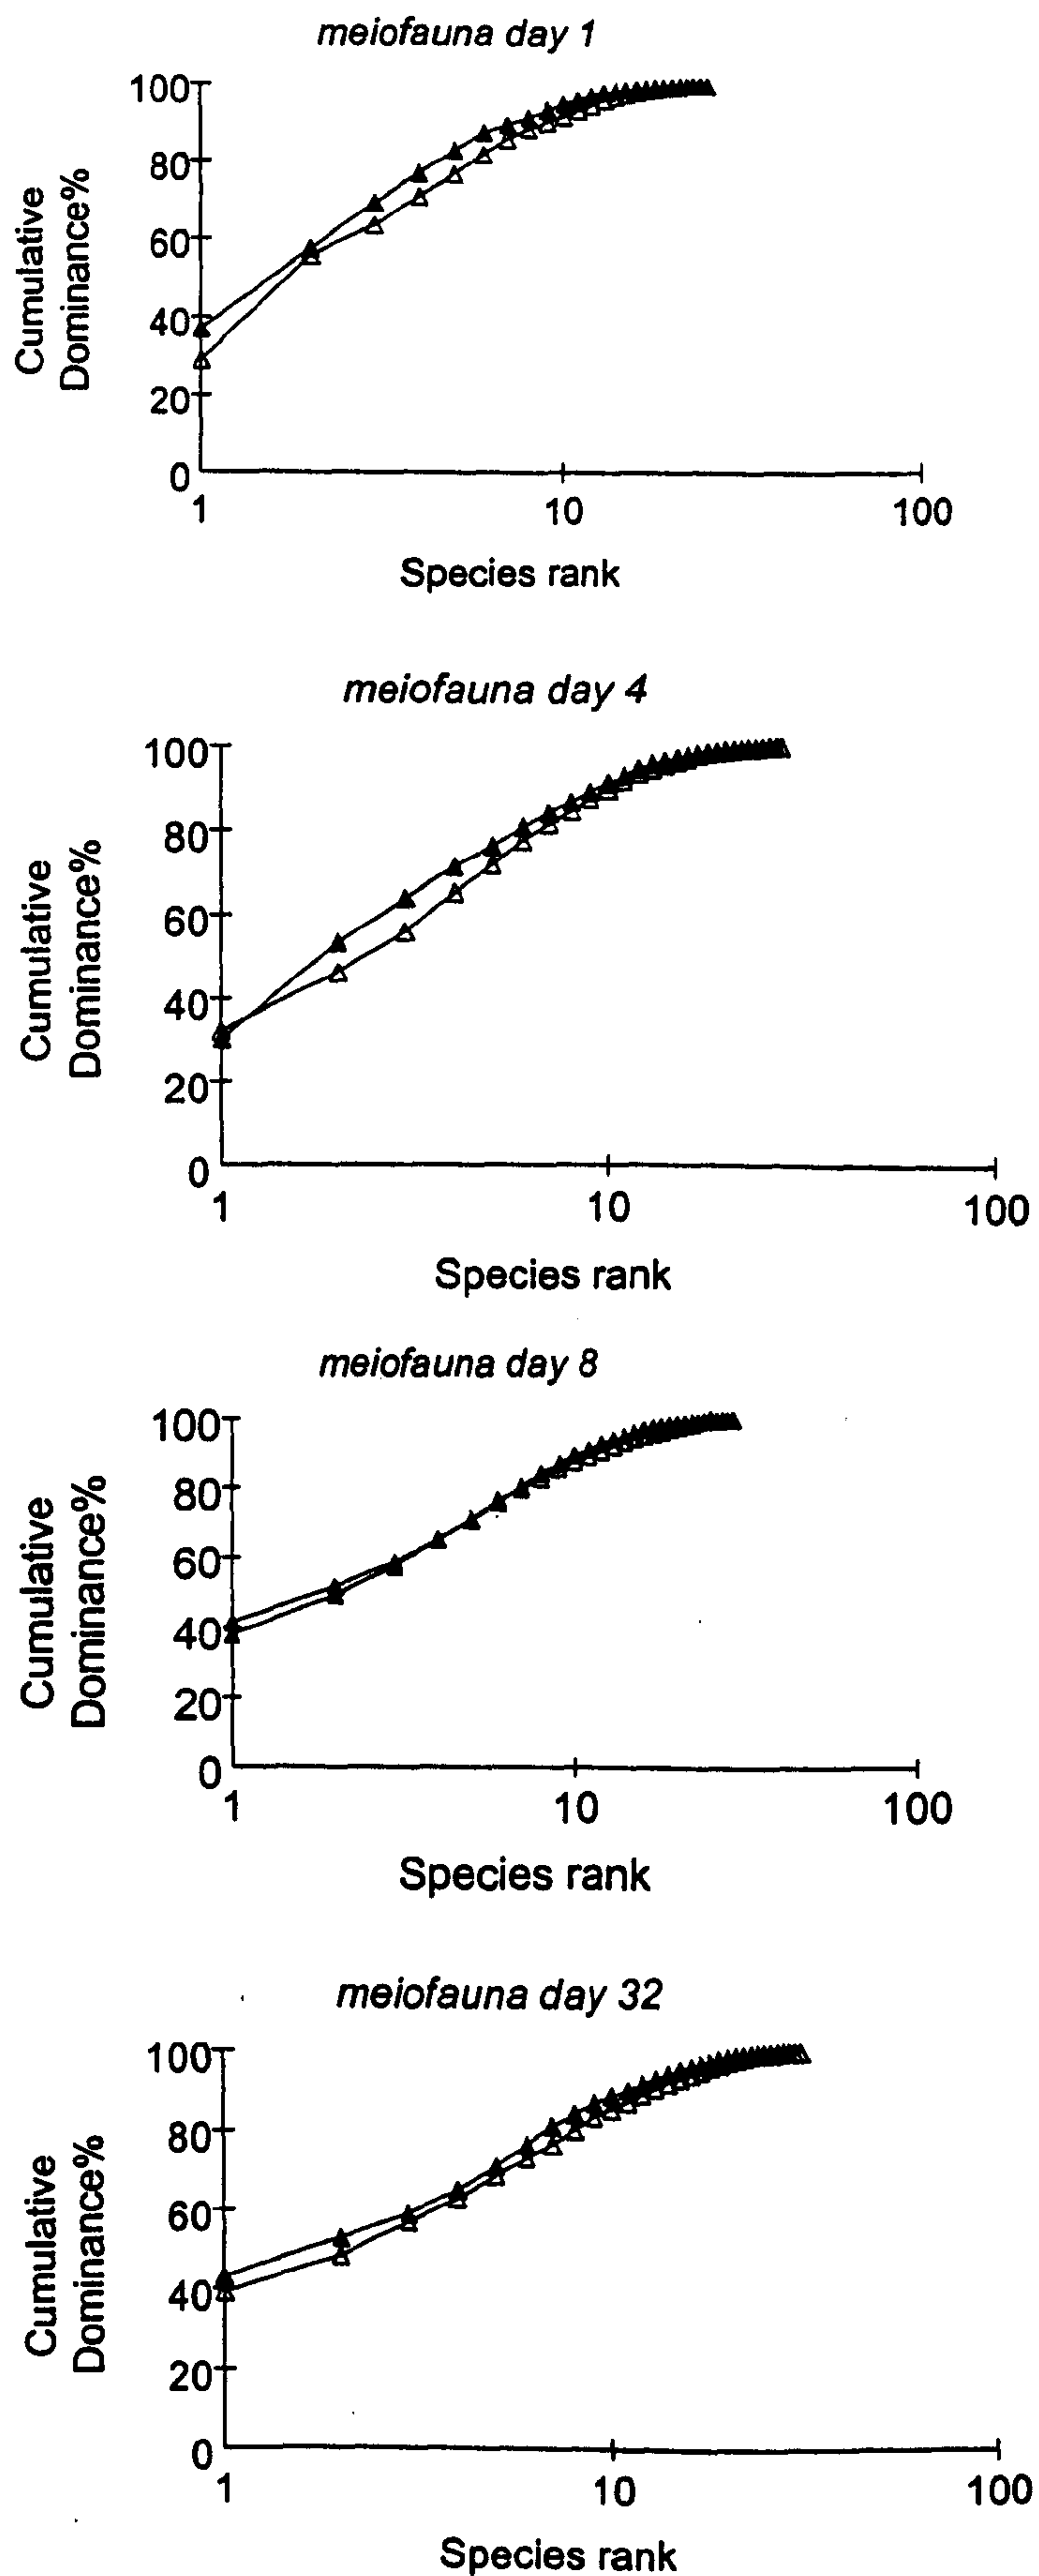 meiofauna day 1
Cumulative
Dominance%
100
80
60
40
20
0
1
10
100
Species rank
meiofauna day 4
Cumulative
Dominance%
100
80
60
40
20
0
1
10
100
Species rank
meiofauna day 8
Cumulative
Dominance%
100
80
60
40
20
0
1
10
100
Species rank
meiofauna day 32
Cumulative
Dominance%
100
80
60
40
20
0
1
10
100
Species rank